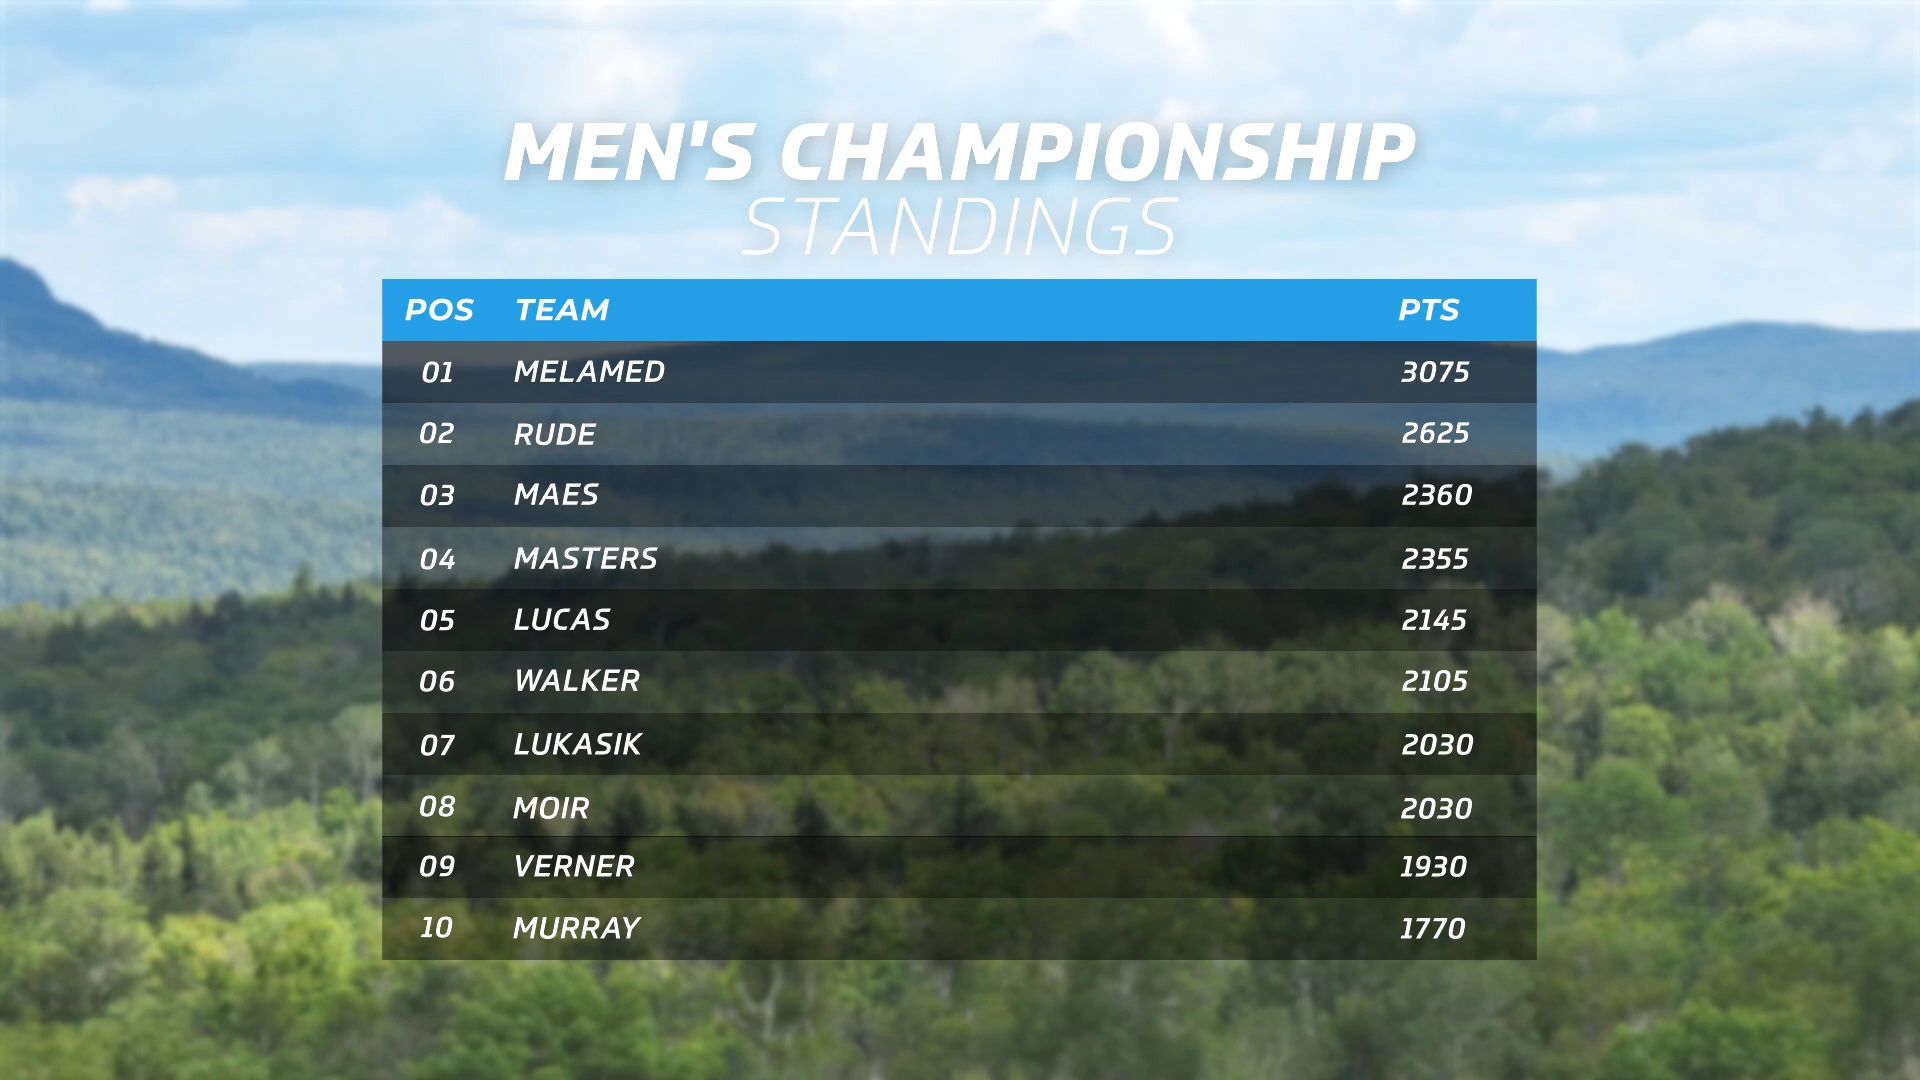 MEN'S CHAMPIONSHIP
STANDINGS
POS TEAM PTS
01 MELAMED 3075
02 RUDE 2625
03 MAES 2360
04 MASTERS 2355
05 LUCAS 2145
06 WALKER 2105
07 LUKASIK 2030
08 MOIR 2030
09 VERNER 1930
10 MURRAY 1770